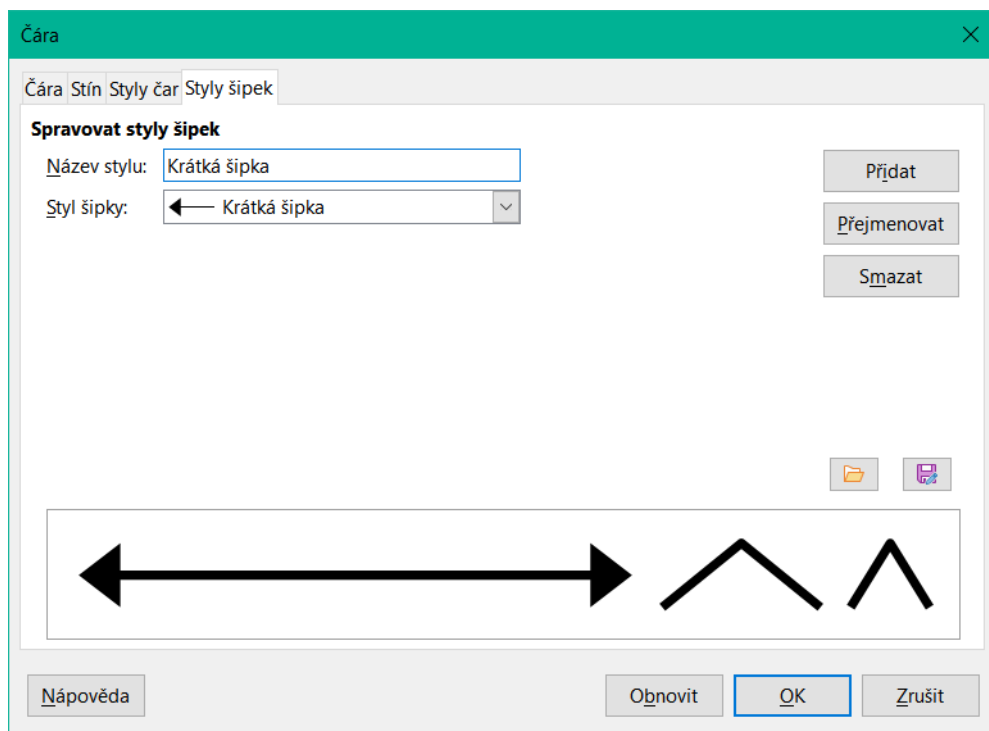 Čára
Čára Stín Styly čar Styly šipek
Spravovat styly šipek
Název stylu: Krátká šipka
Přidat
Styl šipky: Krátká šipka
Přejmenovat
Smazat
Nápověda Obnovit OK Zrušit